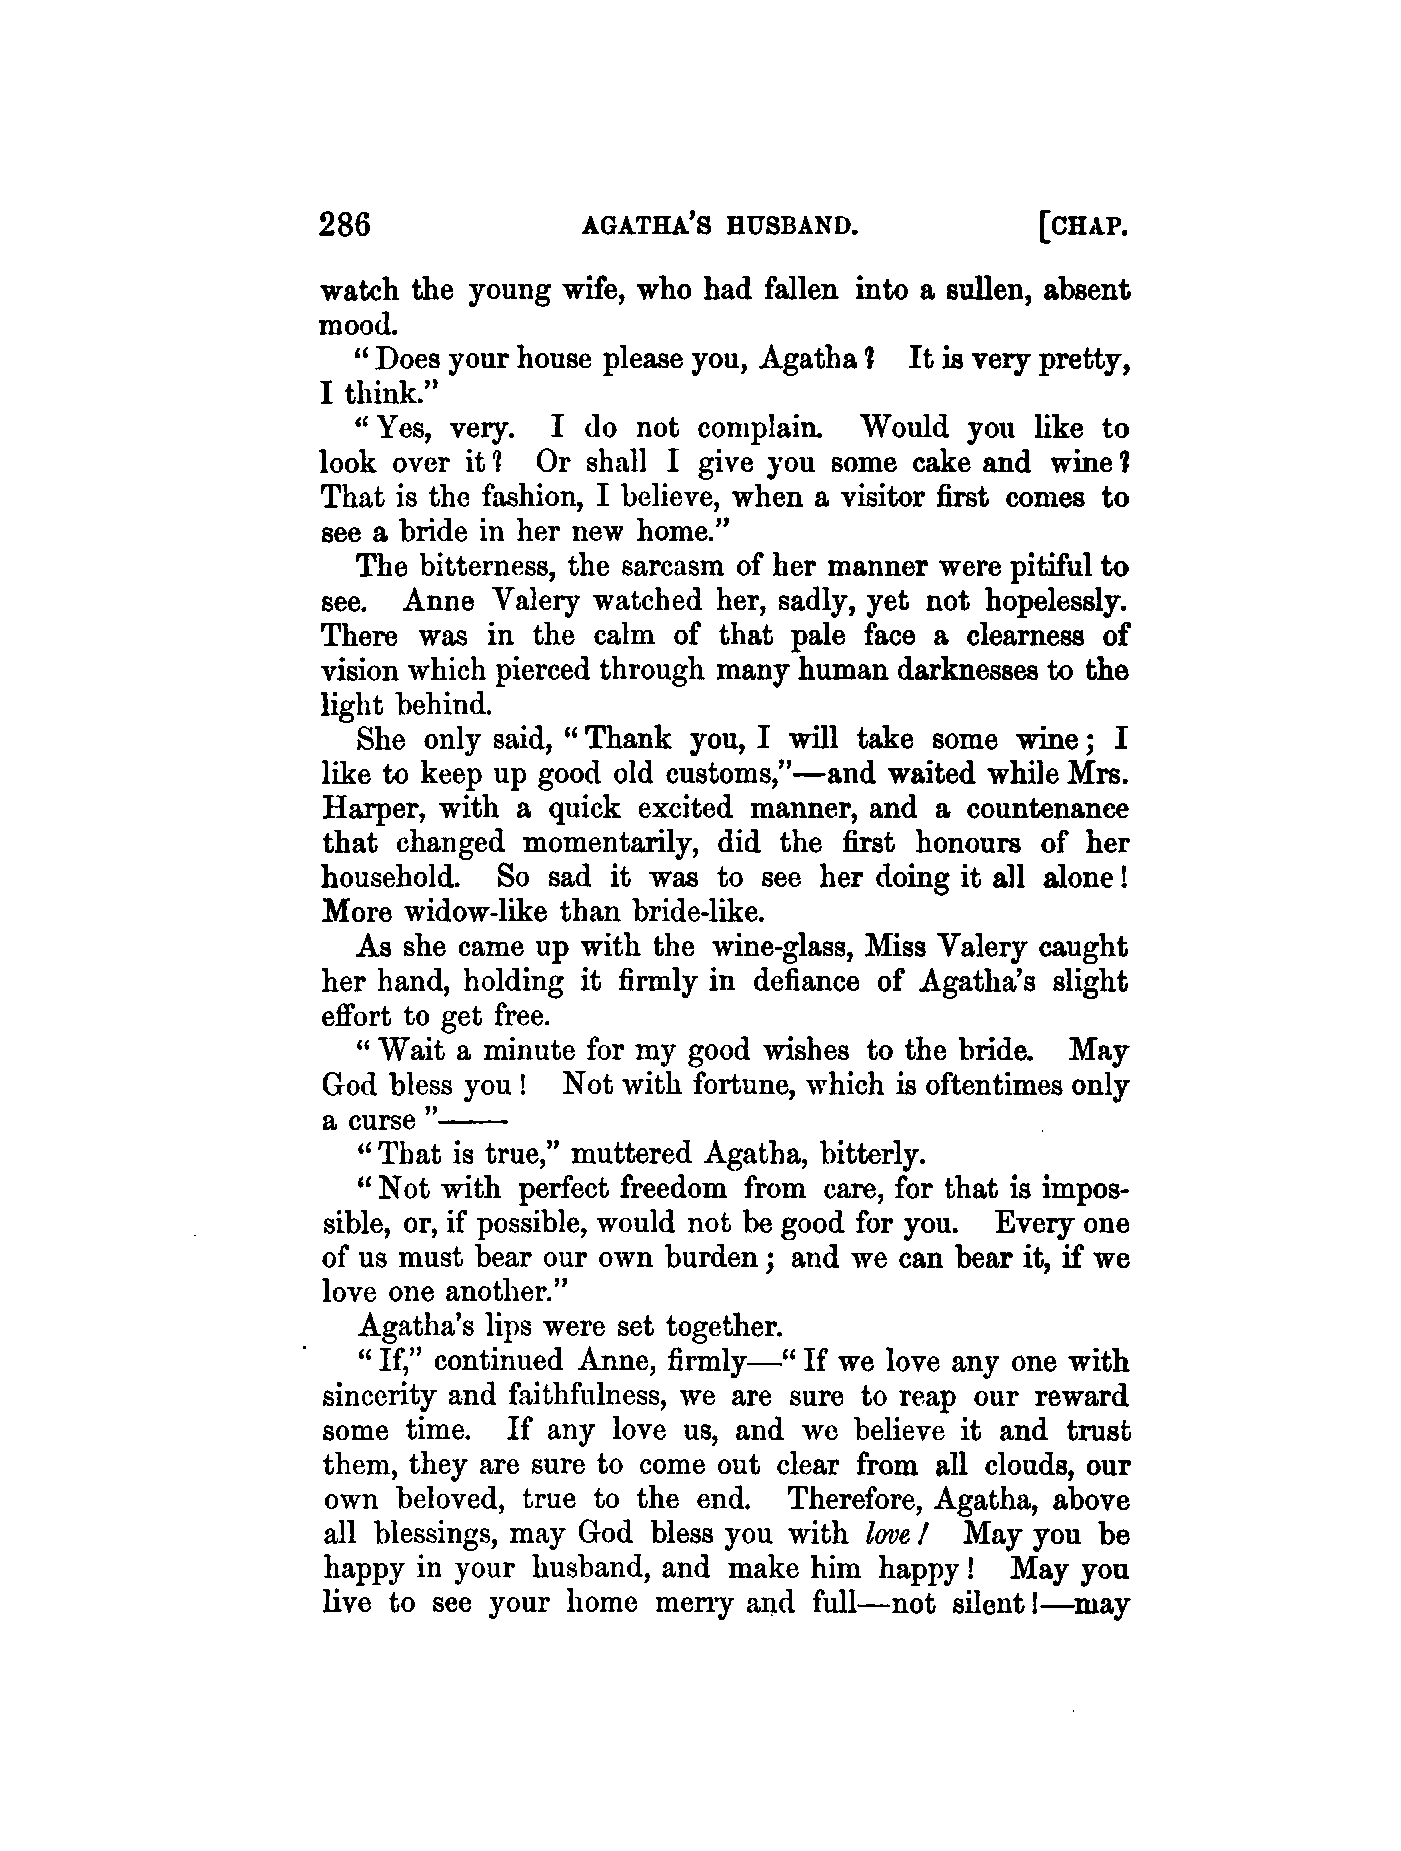 286 AGATHA'S HUSBAND. [CHAP.
watch the young wife, who had fallen into a sullen, absent
mood.
“Does your house please you, Agatha? It is very pretty,
I think.”
“Yes, very. I do not complain. Would you like to
look over it? Or shall I give you some cake and wine?
That is the fashion, I believe, when a visitor first comes to
see a bride in her new home.”
The bitterness, the sarcasm of her manner were pitiful to
see. Anne Valery watched her, sadly, yet not hopelessly.
There was in the calm of that pale face a clearness of
vision which pierced through many human darknesses to the
light behind.
She only said, “Thank you, I will take some wine; I
like to keep up good old customs,”—and waited while Mrs.
Harper, with a quick excited manner, and a countenance
that changed momentarily, did the first honours of her
household. So sad it was to see her doing it all alone!
More widow-like than bride-like.
As she came up with the wine-glass, Miss Valery caught
her hand, holding it firmly in defiance of Agatha's slight
effort to get free.
“Wait a minute for my good wishes to the bride. May
God bless you! Not with fortune, which is oftentimes only
a curse”——
“That is true,” muttered Agatha, bitterly.
“Not with perfect freedom from care, for that is impos-
sible, or, if possible, would not be good for you. Every one
of us must bear our own burden; and we can bear it, if we
love one another.”
Agatha's lips were set together.
“If,” continued Anne, firmly—“If we love any one with
sincerity and faithfulness, we are sure to reap our reward
some time. If any love us, and we believe it and trust
them, they are sure to come out clear from all clouds, our
own beloved, true to the end. Therefore, Agatha, above
all blessings, may God bless you with love! May you be
happy in your husband, and make him happy! May you
live to see your home merry and full—not silent!—may